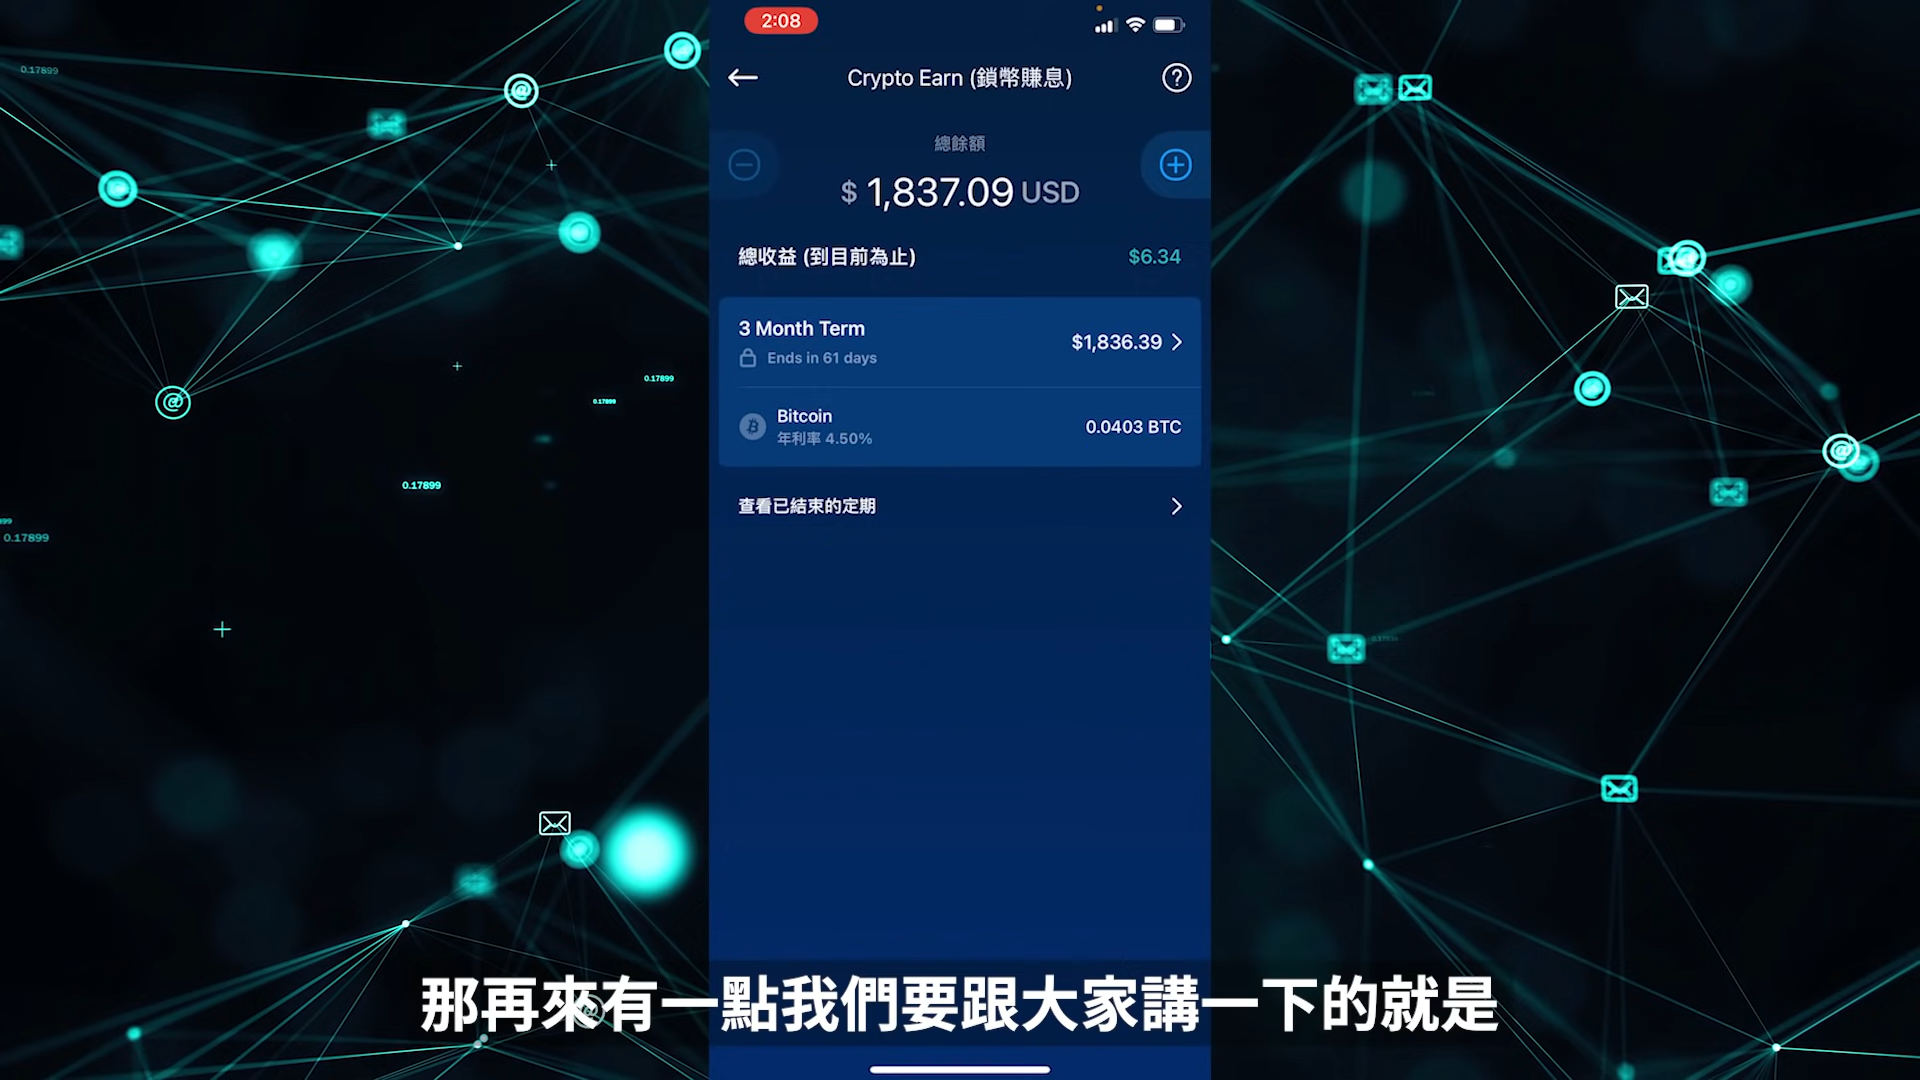 2:08
Crypto Earn (鎖幣賺息)
總餘額
$ 1,837.09 USD
總收益 (到目前為止)
$6.34
3 Month Term
Ends in 61 days
$1,836.39
Bitcoin
年利率 4.50%
0.0403 BTC
查看已結束的定期
0.17899
0.17899
0.17899
0.17899
0.17899
那再來有一點我們要跟大家講一下的就是